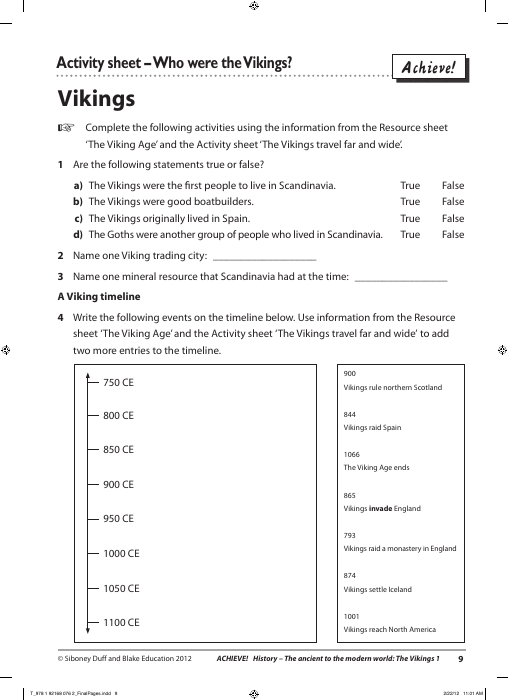 Activity sheet – Who were the Vikings?
Achieve!
Vikings
Complete the following activities using the information from the Resource sheet
'The Viking Age' and the Activity sheet 'The Vikings travel far and wide'.
1 Are the following statements true or false?
a) The Vikings were the first people to live in Scandinavia. True False
b) The Vikings were good boatbuilders. True False
c) The Vikings originally lived in Spain. True False
d) The Goths were another group of people who lived in Scandinavia. True False
2 Name one Viking trading city: ____________________
3 Name one mineral resource that Scandinavia had at the time: __________________
A Viking timeline
4 Write the following events on the timeline below. Use information from the Resource
sheet 'The Viking Age' and the Activity sheet 'The Vikings travel far and wide' to add
two more entries to the timeline.
750 CE
800 CE
850 CE
900 CE
950 CE
1000 CE
1050 CE
1100 CE
900
Vikings rule northern Scotland
844
Vikings raid Spain
1066
The Viking Age ends
865
Vikings invade England
793
Vikings raid a monastery in England
874
Vikings settle Iceland
1001
Vikings reach North America
© Siboney Duff and Blake Education 2012 ACHIEVE! History – The ancient to the modern world: The Vikings 1 9